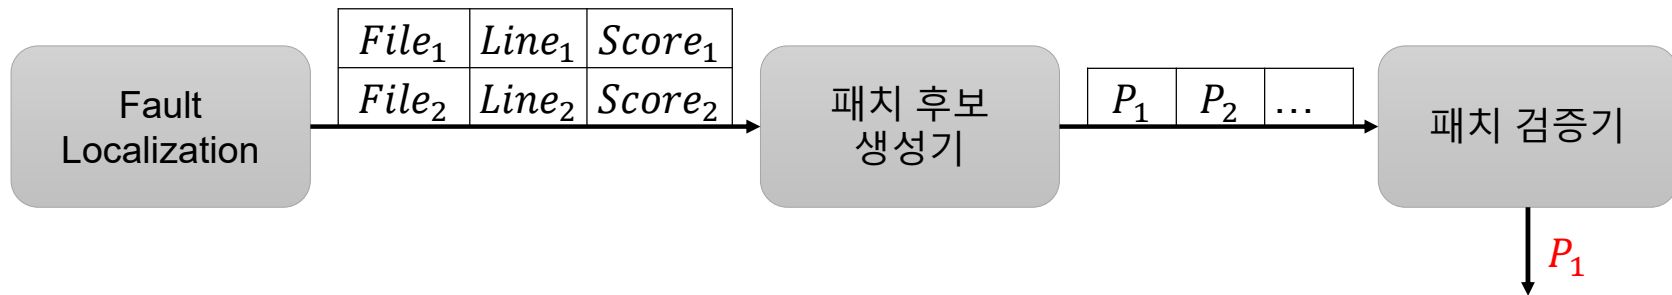 Fault
Localization
File₁ Line₁ Score₁
File₂ Line₂ Score₂
패치 후보
생성기
P₁ P₂ …
패치 검증기
P₁